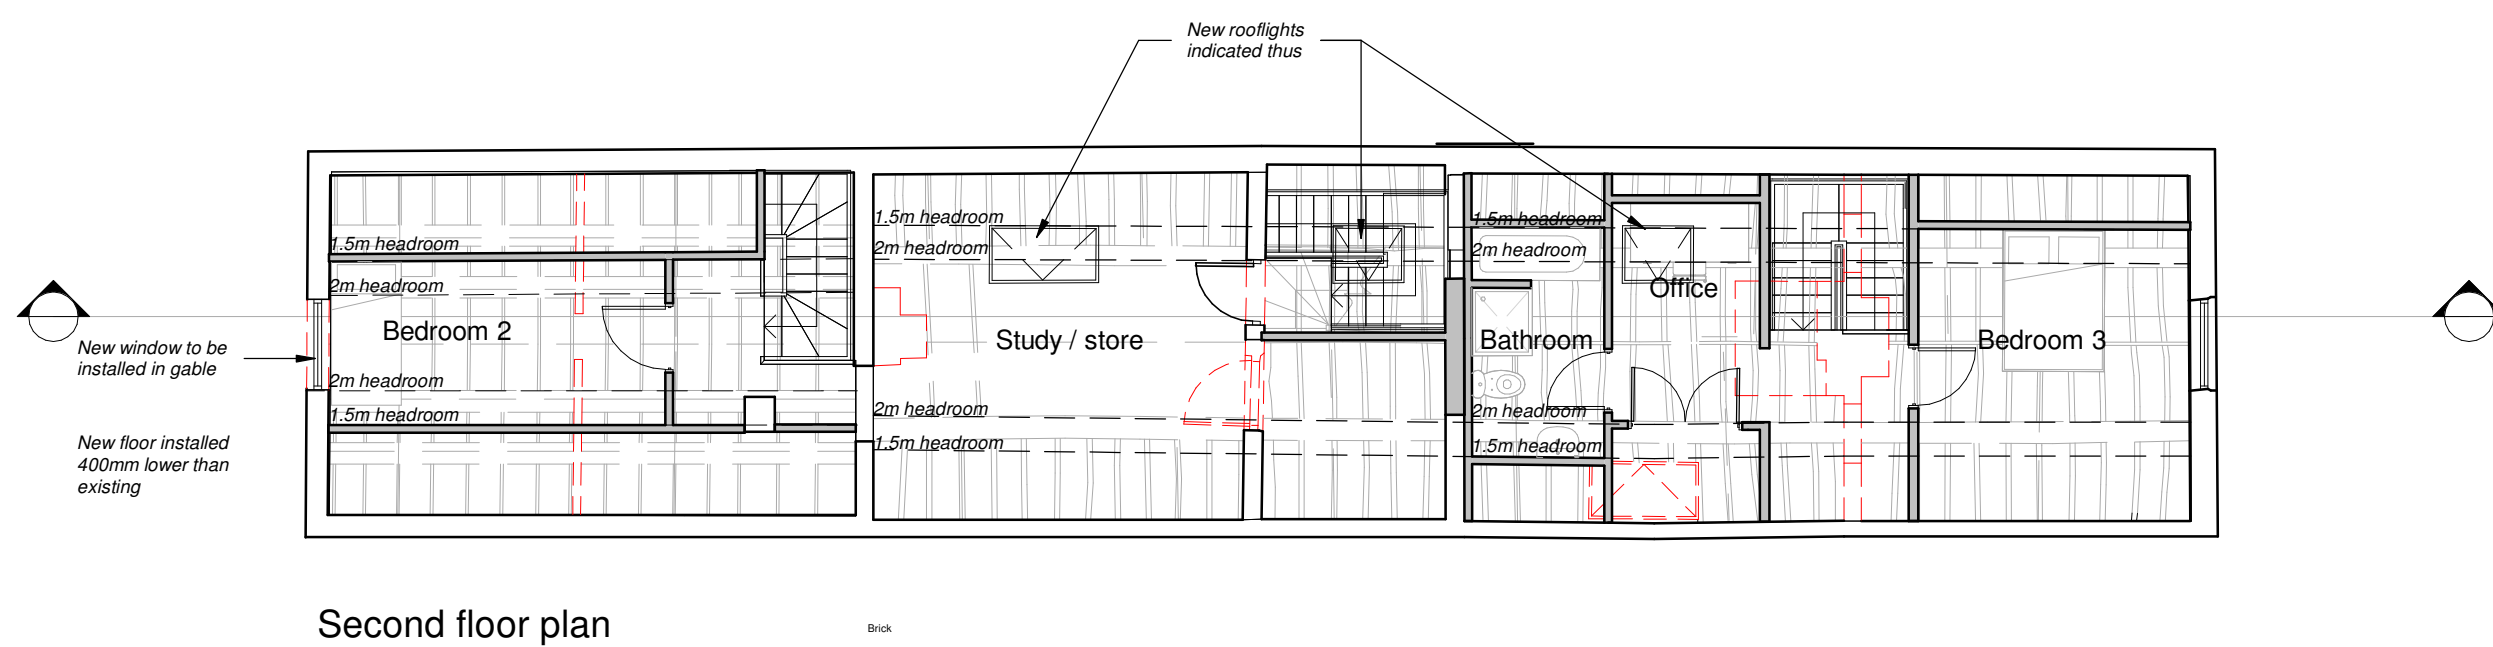 New rooflights
indicated thus
1.5m headroom
1.5m headroom
1.5m headroom
2m headroom
2m headroom
2m headroom
Office
Bedroom 2
Study / store
Bathroom
Bedroom 3
New window to be
installed in gable
2m headroom
1.5m headroom
2m headroom
2m headroom
1.5m headroom
1.5m headroom
New floor installed
400mm lower than
existing
Second floor plan
Brick